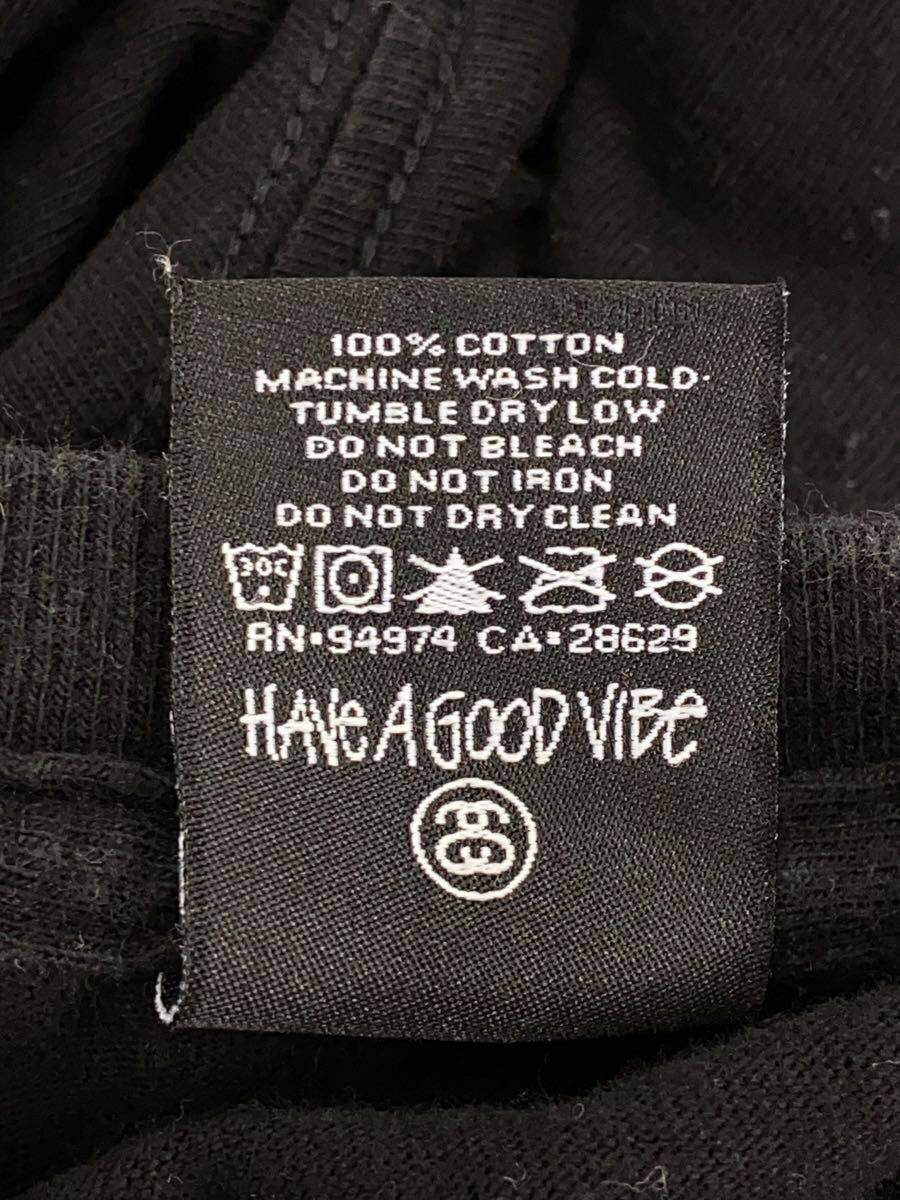 100% COTTON
MACHINE WASH COLD·
TUMBLE DRY LOW
DO NOT BLEACH
DO NOT IRON
DO NOT DRY CLEAN
30C
RN·94974 CA·28629
HAVE A GOOD VIBE